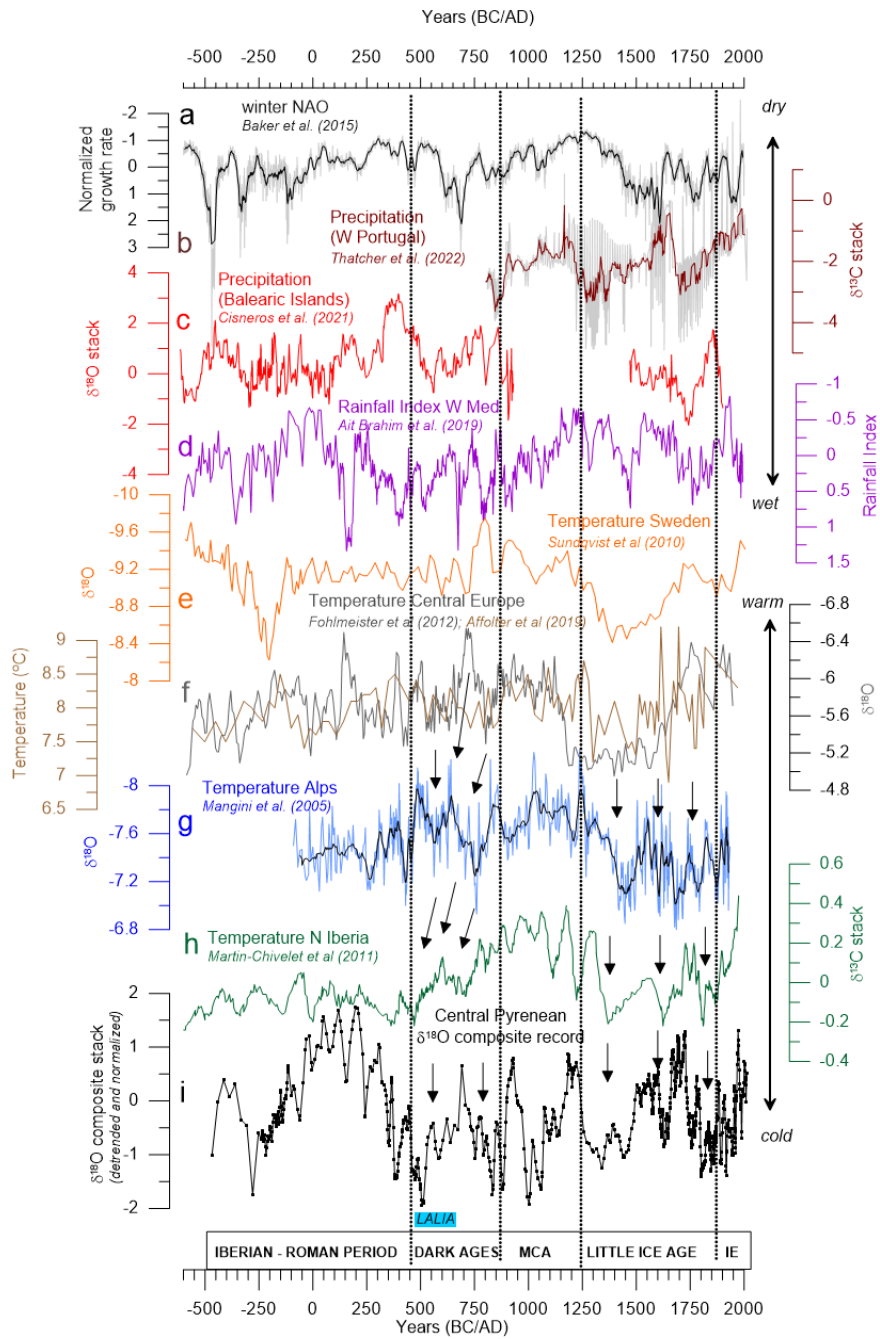 Years (BC/AD)
-500 -250 0 250 500 750 1000 1250 1500 1750 2000
a
winter NAO
Baker et al. (2015)
dry
Normalized
growth rate
-2
-1
0
1
2
3
b
Precipitation
(W Portugal)
Thatcher et al. (2022)
δ13C stack
0
-2
-4
c
Precipitation
(Balearic Islands)
Cisneros et al. (2021)
δ18O stack
4
2
0
-2
-4
d
Rainfall Index W Med
Ait Brahim et al. (2019)
Rainfall Index
-1
-0.5
0
0.5
1
1.5
wet
e
Temperature Sweden
Sundqvist et al (2010)
δ18O
-10
-9.6
-9.2
-8.8
-8.4
-8
warm
f
Temperature Central Europe
Fohlmeister et al (2012); Affolter et al (2019)
Temperature (ºC)
9
8.5
8
7.5
7
6.5
δ18O
-6.8
-6.4
-6
-5.6
-5.2
-4.8
g
Temperature Alps
Mangini et al. (2005)
δ18O
-8
-7.6
-7.2
-6.8
h
Temperature N Iberia
Martin-Chivelet et al (2011)
δ13C stack
0.6
0.4
0.2
0
-0.2
-0.4
i
Central Pyrenean
δ18O composite record
δ18O composite stack
(detrended and normalized)
2
1
0
-1
-2
cold
LALIA
IBERIAN - ROMAN PERIOD DARK AGES MCA LITTLE ICE AGE IE
-500 -250 0 250 500 750 1000 1250 1500 1750 2000
Years (BC/AD)